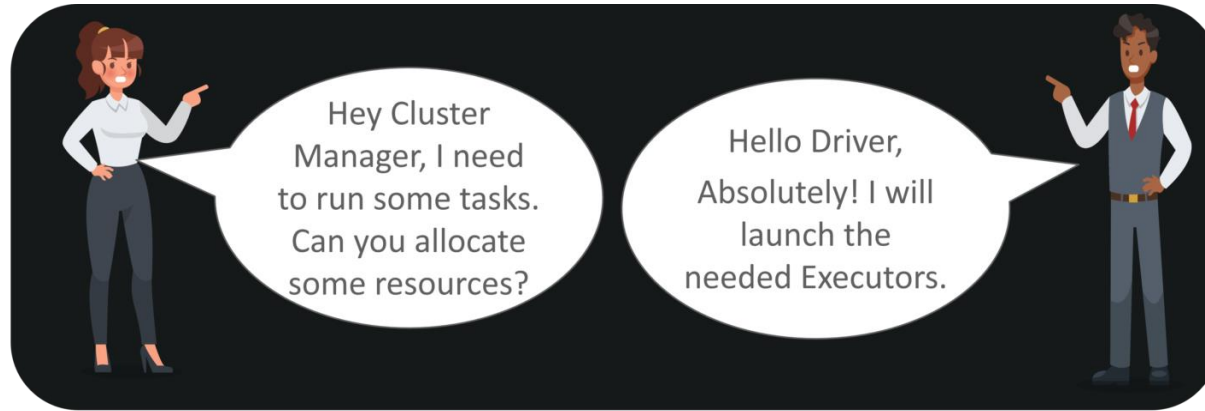 Hey Cluster
Manager, I need
to run some tasks.
Can you allocate
some resources?
Hello Driver,
Absolutely! I will
launch the
needed Executors.